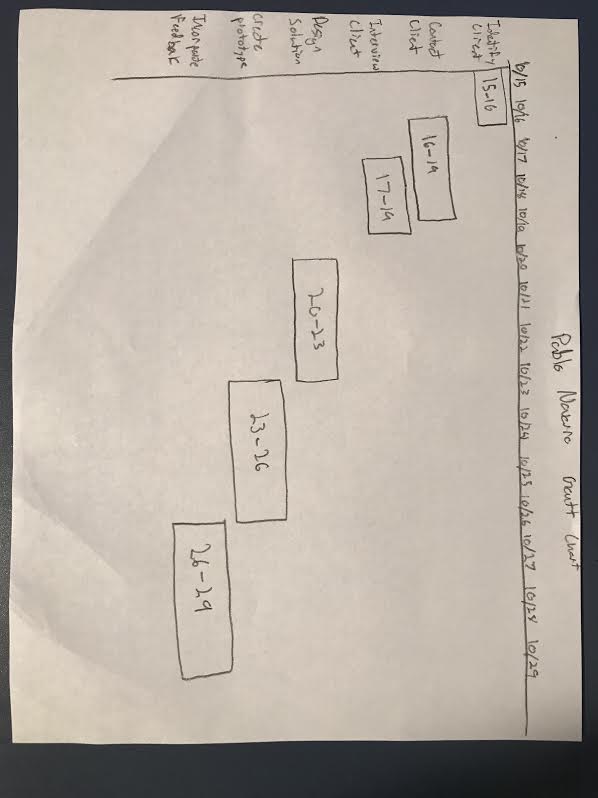 Pablo Navarro Gantt Chart
10/15 10/16 10/17 10/18 10/19 10/20 10/21 10/22 10/23 10/24 10/25 10/26 10/27 10/28 10/29
Identify
Client
15-16
Contact
Client
16-19
Interview
Client
17-19
Design
Solution
20-23
Create
prototype
23-26
Incorporate
Feedback
26-29